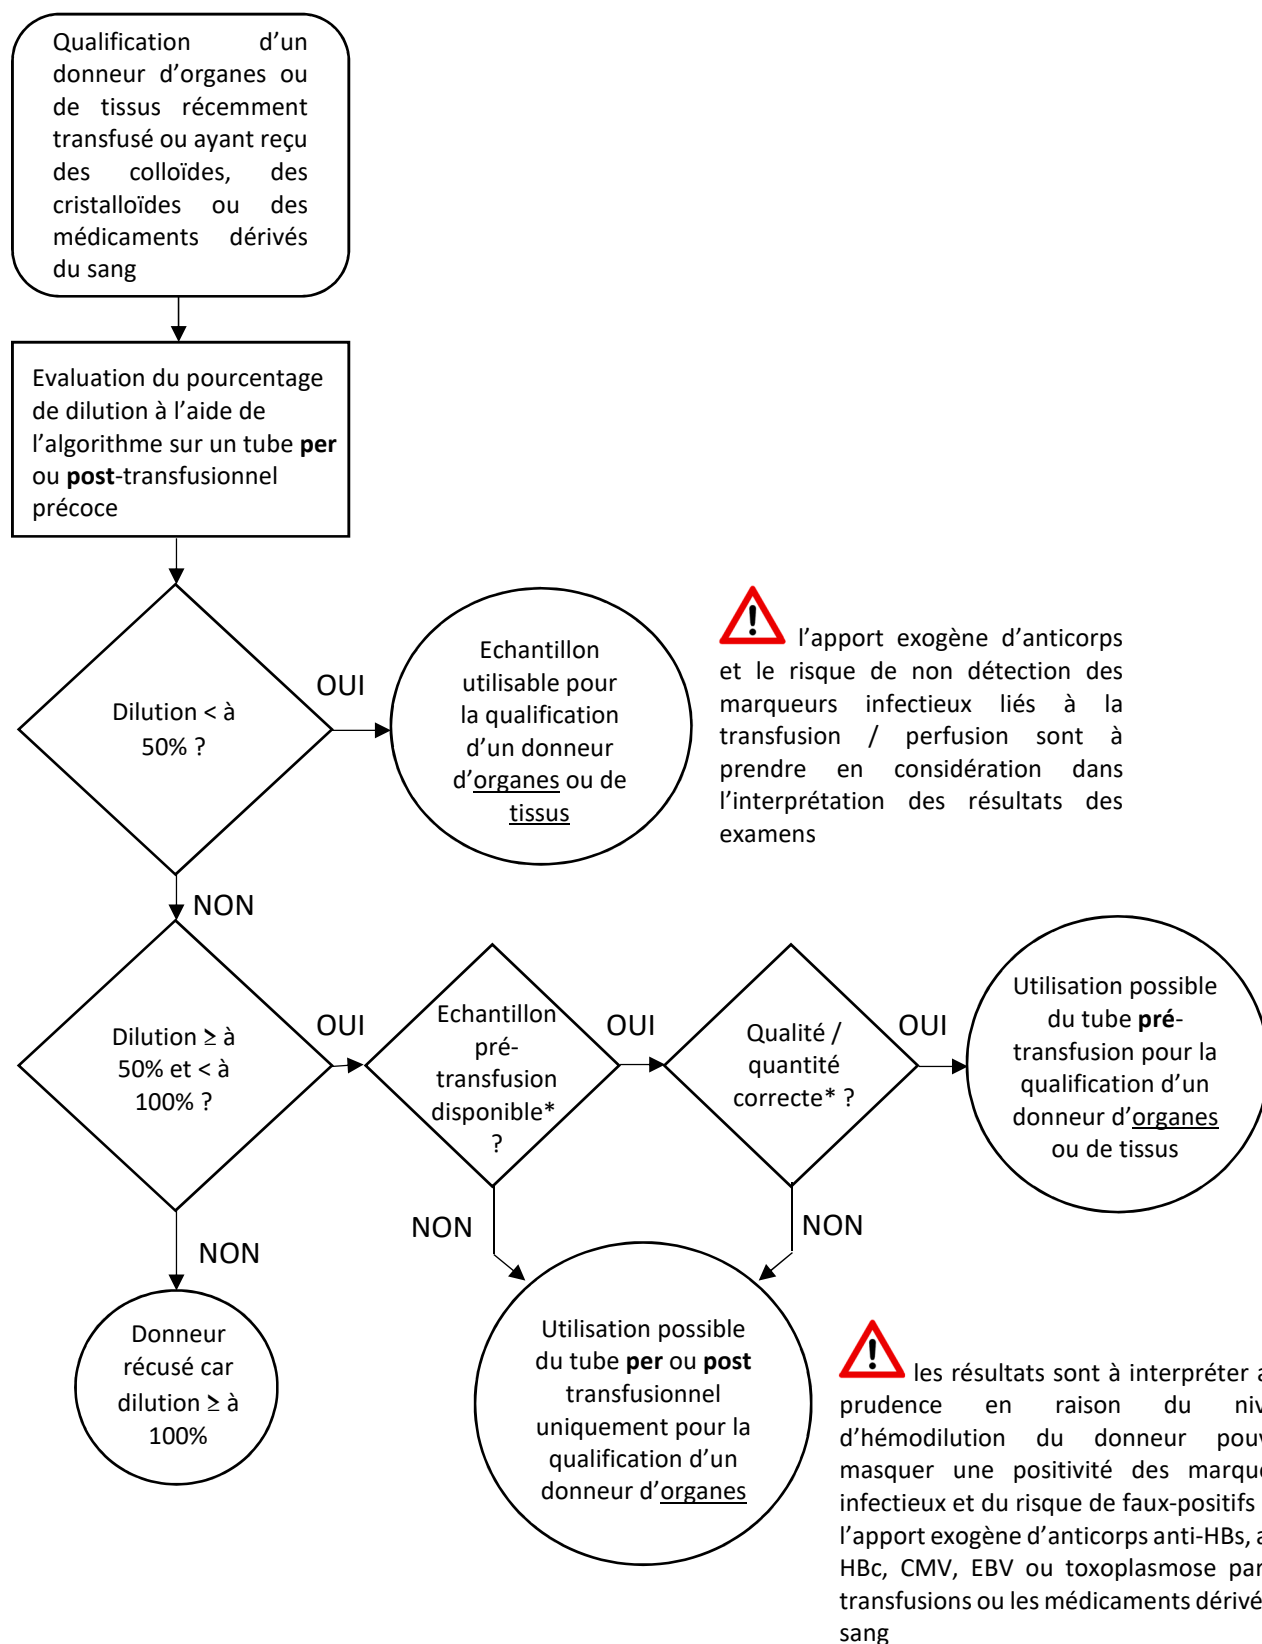 Qualification d’un
donneur d’organes ou
de tissus récemment
transfusé ou ayant reçu
des colloïdes, des
cristalloïdes ou des
médicaments dérivés
du sang
Evaluation du pourcentage
de dilution à l’aide de
l’algorithme sur un tube per
ou post-transfusionnel
précoce
Dilution < à
50% ?
OUI
Echantillon
utilisable pour
la qualification
d’un donneur
d’organes ou de
tissus
l’apport exogène d’anticorps
et le risque de non détection des
marqueurs infectieux liés à la
transfusion / perfusion sont à
prendre en considération dans
l’interprétation des résultats des
examens
NON
Dilution ≥ à
50% et < à
100% ?
OUI
Echantillon
pré-
transfusion
disponible*
?
OUI
Qualité /
quantité
correcte* ?
OUI
Utilisation possible
du tube pré-
transfusion pour la
qualification d’un
donneur d’organes
ou de tissus
NON
NON
NON
Donneur
récusé car
dilution ≥ à
100%
Utilisation possible
du tube per ou post
transfusionnel
uniquement pour la
qualification d’un
donneur d’organes
les résultats sont à interpréter
prudence en raison du
d’hémodilution du donneur
masquer une positivité des
infectieux et du risque de faux-positifs
l’apport exogène d’anticorps anti-HBs,
HBc, CMV, EBV ou toxoplasmose par
transfusions ou les médicaments
sang